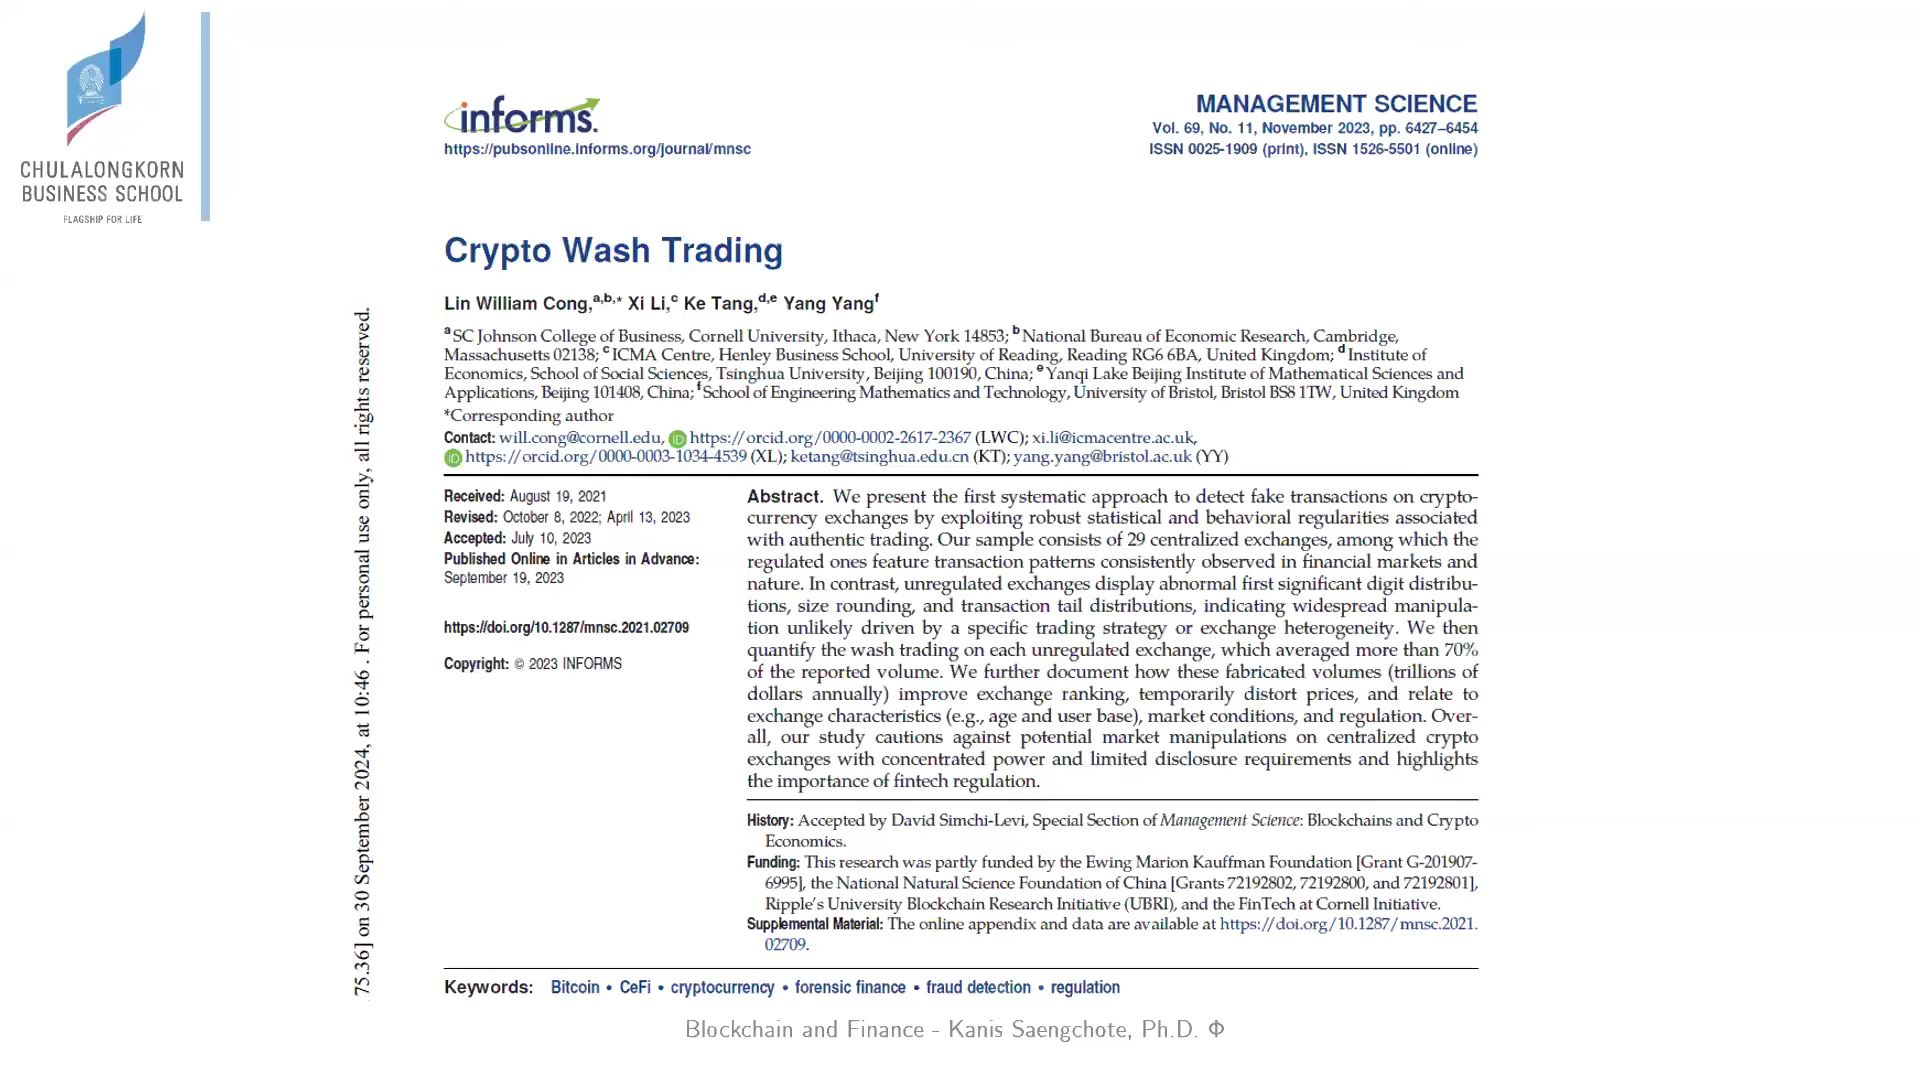 CHULALONGKORN
BUSINESS SCHOOL
FLAGSHIP FOR LIFE
informs.
https://pubsonline.informs.org/journal/mnsc
MANAGEMENT SCIENCE
Vol. 69, No. 11, November 2023, pp. 6427–6454
ISSN 0025-1909 (print), ISSN 1526-5501 (online)
Crypto Wash Trading
Lin William Cong,a,b,* Xi Li,c Ke Tang,d,e Yang Yangf
a SC Johnson College of Business, Cornell University, Ithaca, New York 14853; b National Bureau of Economic Research, Cambridge,
Massachusetts 02138; c ICMA Centre, Henley Business School, University of Reading, Reading RG6 6BA, United Kingdom; d Institute of
Economics, School of Social Sciences, Tsinghua University, Beijing 100190, China; e Yanqi Lake Beijing Institute of Mathematical Sciences and
Applications, Beijing 101408, China; f School of Engineering Mathematics and Technology, University of Bristol, Bristol BS8 1TW, United Kingdom
*Corresponding author
Contact: will.cong@cornell.edu, iD https://orcid.org/0000-0002-2617-2367 (LWC); xi.li@icmacentre.ac.uk,
iD https://orcid.org/0000-0003-1034-4539 (XL); ketang@tsinghua.edu.cn (KT); yang.yang@bristol.ac.uk (YY)
Received: August 19, 2021
Revised: October 8, 2022; April 13, 2023
Accepted: July 10, 2023
Published Online in Articles in Advance:
September 19, 2023
https://doi.org/10.1287/mnsc.2021.02709
Copyright: © 2023 INFORMS
Abstract. We present the first systematic approach to detect fake transactions on crypto-
currency exchanges by exploiting robust statistical and behavioral regularities associated
with authentic trading. Our sample consists of 29 centralized exchanges, among which the
regulated ones feature transaction patterns consistently observed in financial markets and
nature. In contrast, unregulated exchanges display abnormal first significant digit distribu-
tions, size rounding, and transaction tail distributions, indicating widespread manipula-
tion unlikely driven by a specific trading strategy or exchange heterogeneity. We then
quantify the wash trading on each unregulated exchange, which averaged more than 70%
of the reported volume. We further document how these fabricated volumes (trillions of
dollars annually) improve exchange ranking, temporarily distort prices, and relate to
exchange characteristics (e.g., age and user base), market conditions, and regulation. Over-
all, our study cautions against potential market manipulations on centralized crypto
exchanges with concentrated power and limited disclosure requirements and highlights
the importance of fintech regulation.
History: Accepted by David Simchi-Levi, Special Section of Management Science: Blockchains and Crypto
Economics.
Funding: This research was partly funded by the Ewing Marion Kauffman Foundation [Grant G-201907-
6995], the National Natural Science Foundation of China [Grants 72192802, 72192800, and 72192801],
Ripple's University Blockchain Research Initiative (UBRI), and the FinTech at Cornell Initiative.
Supplemental Material: The online appendix and data are available at https://doi.org/10.1287/mnsc.2021.
02709.
Keywords: Bitcoin • CeFi • cryptocurrency • forensic finance • fraud detection • regulation
75.36] on 30 September 2024, at 10:46 . For personal use only, all rights reserved.
Blockchain and Finance - Kanis Saengchote, Ph.D. Φ